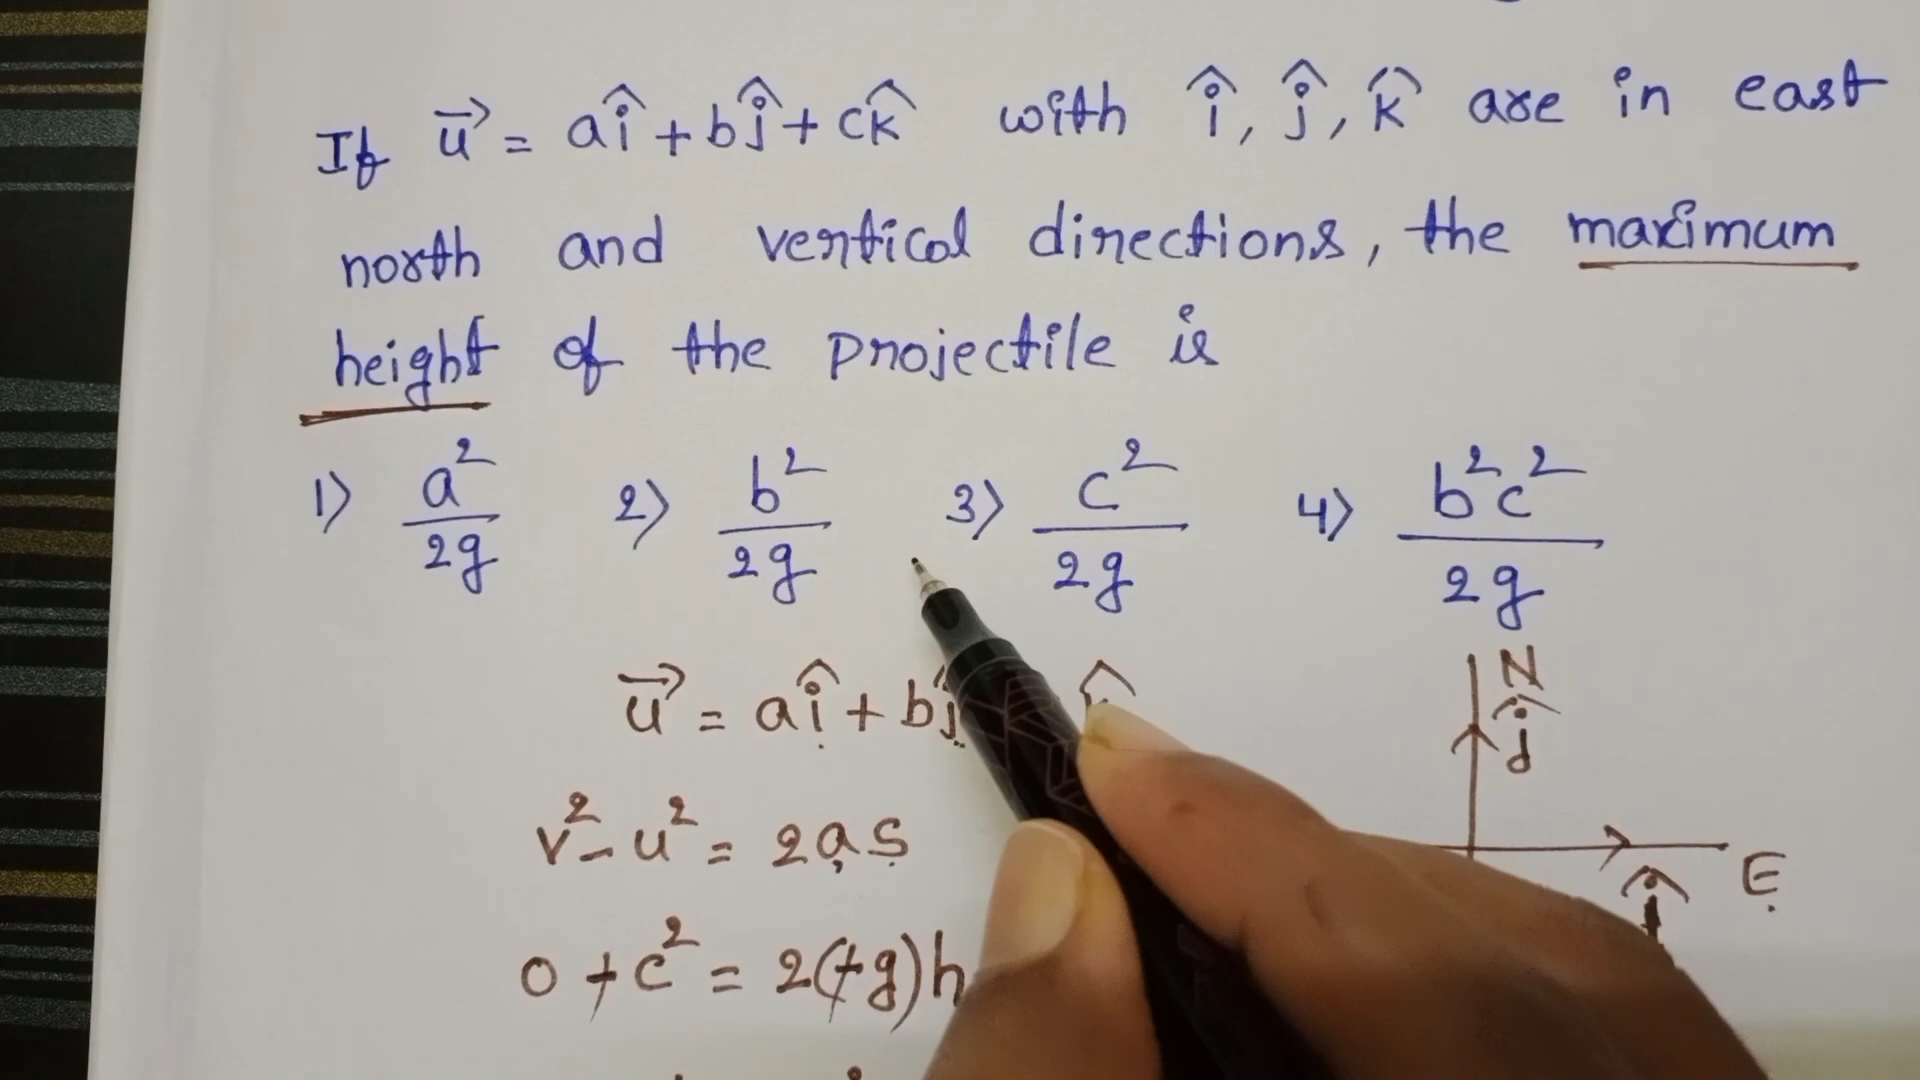 If u⃗ = aî + bĵ + ck̂ with î, ĵ, k̂ are in east
north and vertical directions, the maximum
height of the projectile is
1) a²/2g 2) b²/2g 3) c²/2g 4) b²c²/2g
u⃗ = aî + bĵ
N
ĵ
v² - u² = 2as
E
î
0 + c² = 2(+g)h